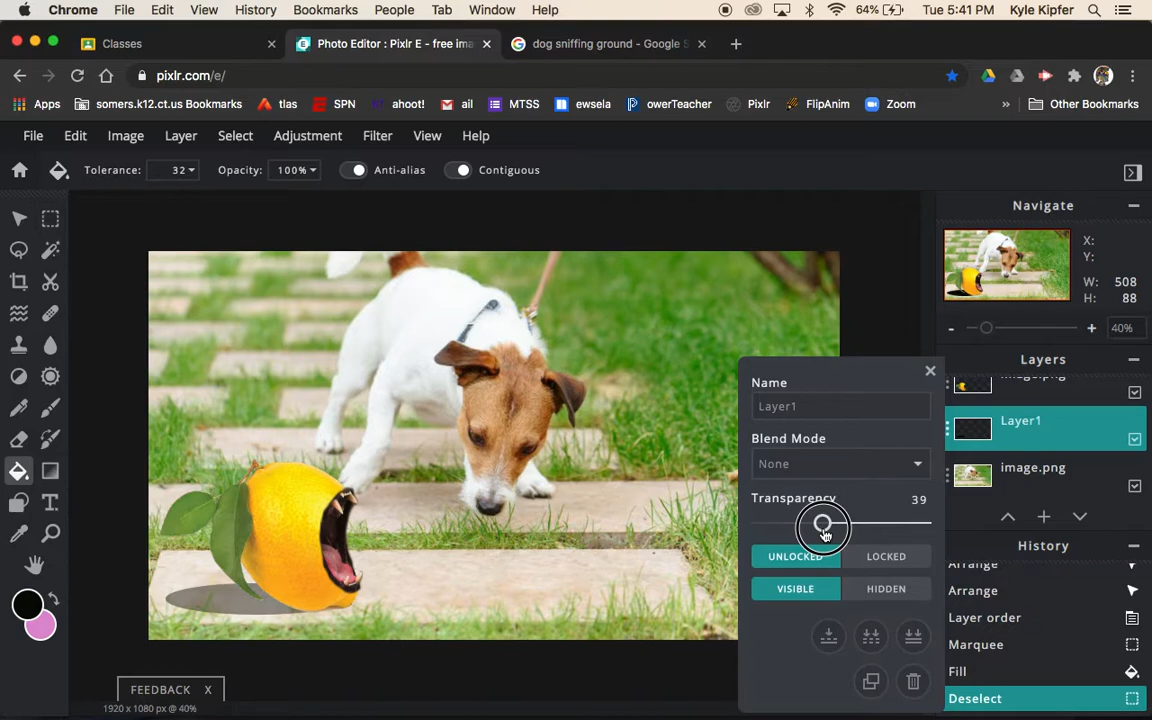 Chrome File Edit View History Bookmarks People Tab Window Help 64% Tue 5:41 PM Kyle Kipfer
Classes Photo Editor : Pixlr E - free ima dog sniffing ground - Google S
pixlr.com/e/
Apps somers.k12.ct.us Bookmarks tlas SPN ahoot! ail MTSS ewsela owerTeacher Pixlr FlipAnim Zoom » Other Bookmarks
File Edit Image Layer Select Adjustment Filter View Help
Tolerance: 32 Opacity: 100% Anti-alias Contiguous
Navigate
X:
Y:
W: 508
H: 88
40%
Layers
image.png
Layer1
image.png
Name
Layer1
Blend Mode
None
Transparency 39
UNLOCKED LOCKED
VISIBLE HIDDEN
History
Arrange
Arrange
Layer order
Marquee
Fill
Deselect
FEEDBACK X
1920 x 1080 px @ 40%